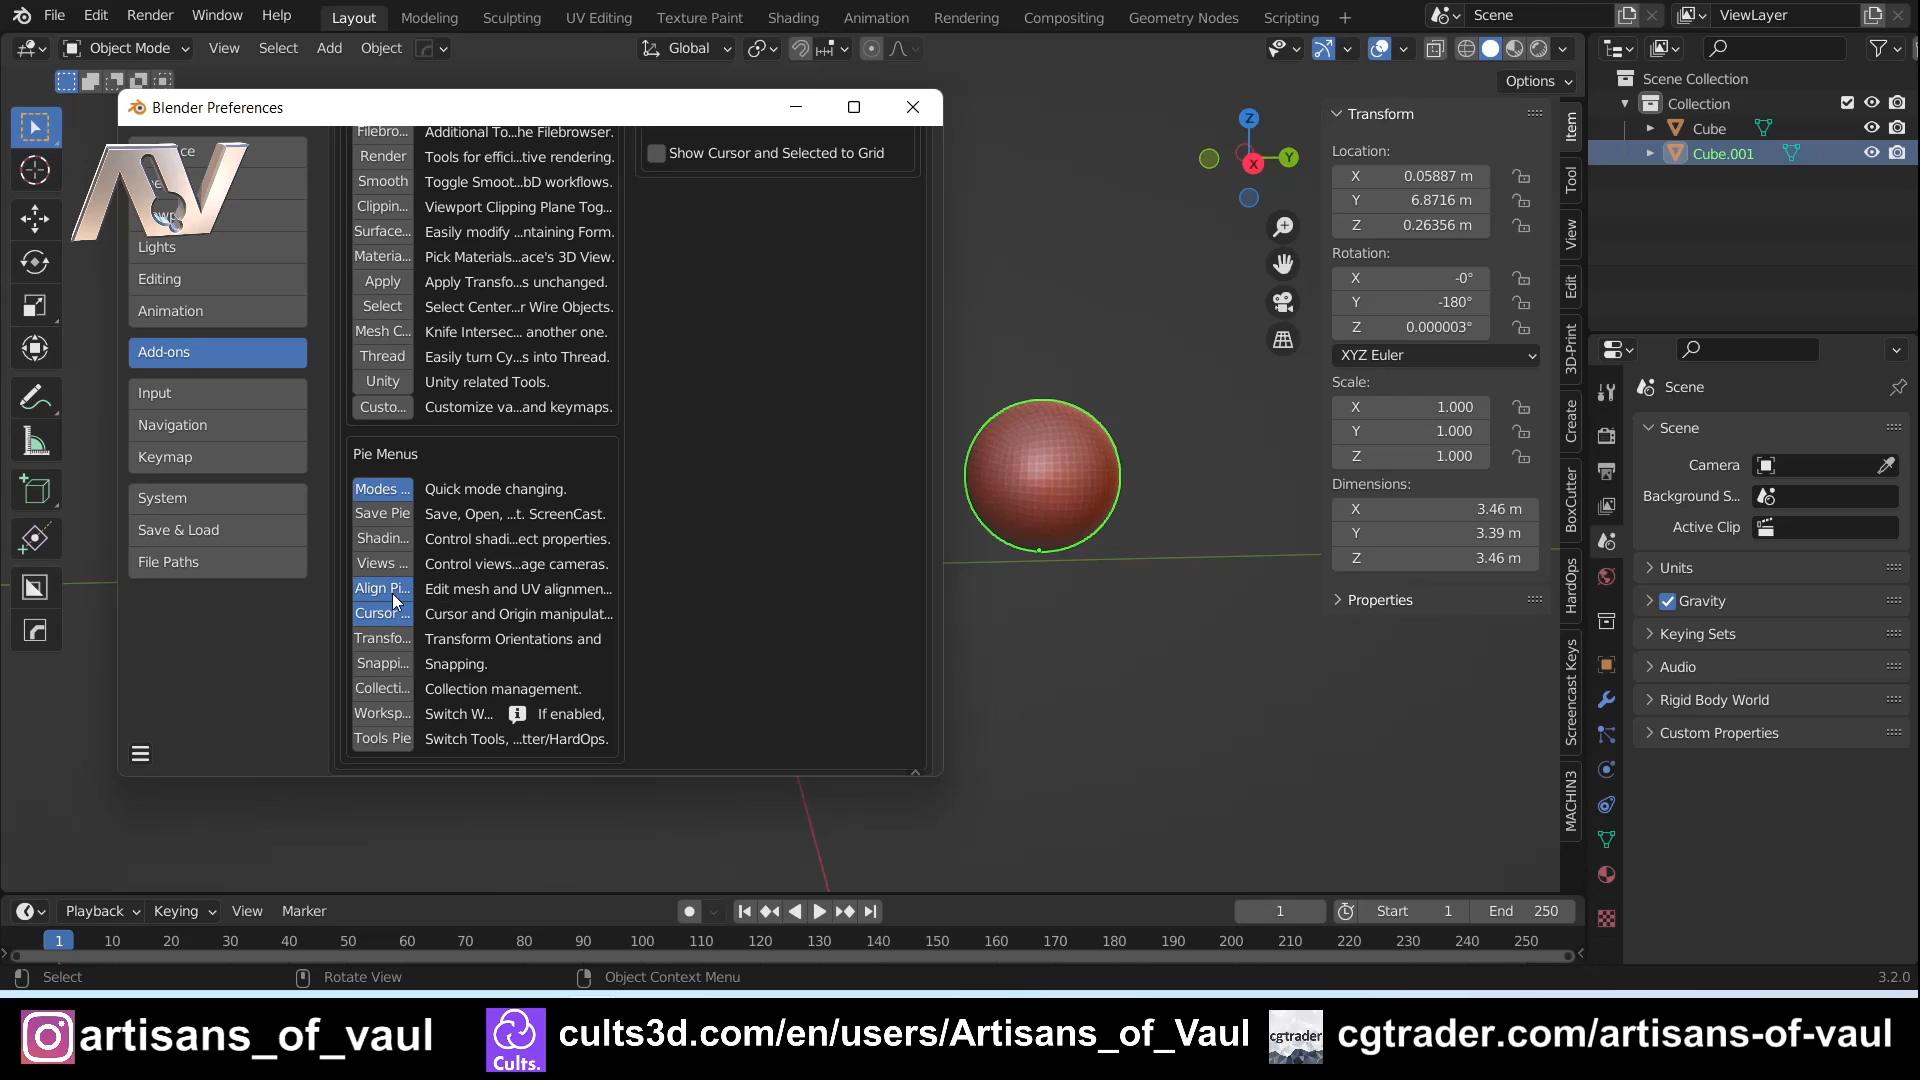 File Edit Render Window Help Layout Modeling Sculpting UV Editing Texture Paint Shading Animation Rendering Compositing Geometry Nodes Scripting + Scene ViewLayer
Object Mode View Select Add Object Global
Options
Blender Preferences
Lights
Editing
Animation
Add-ons
Input
Navigation
Keymap
System
Save & Load
File Paths
Filebro... Additional To...he Filebrowser.
Render Tools for effici...tive rendering.
Smooth Toggle Smoot...bD workflows.
Clippin... Viewport Clipping Plane Tog...
Surface... Easily modify ...ntaining Form.
Materia... Pick Materials...ace's 3D View.
Apply Apply Transfo...s unchanged.
Select Select Center...r Wire Objects.
Mesh C... Knife Intersec... another one.
Thread Easily turn Cy...s into Thread.
Unity Unity related Tools.
Custo... Customize va...and keymaps.
Pie Menus
Modes ... Quick mode changing.
Save Pie Save, Open, ...t. ScreenCast.
Shadin... Control shadi...ect properties.
Views ... Control views...age cameras.
Align Pi... Edit mesh and UV alignmen...
Cursor ... Cursor and Origin manipulat...
Transfo... Transform Orientations and
Snappi... Snapping.
Collecti... Collection management.
Worksp... Switch W... If enabled,
Tools Pie Switch Tools, ...tter/HardOps.
Show Cursor and Selected to Grid
Z
Y
X
Transform
Location:
X 0.05887 m
Y 6.8716 m
Z 0.26356 m
Rotation:
X -0°
Y -180°
Z 0.000003°
XYZ Euler
Scale:
X 1.000
Y 1.000
Z 1.000
Dimensions:
X 3.46 m
Y 3.39 m
Z 3.46 m
Properties
Item
Tool
View
Edit
3D-Print
Create
BoxCutter
HardOps
Screencast Keys
MACHIN3
Scene Collection
Collection
Cube
Cube.001
Scene
Scene
Camera
Background S...
Active Clip
Units
Gravity
Keying Sets
Audio
Rigid Body World
Custom Properties
Playback Keying View Marker 1 Start 1 End 250
1 10 20 30 40 50 60 70 80 90 100 110 120 130 140 150 160 170 180 190 200 210 220 230 240 250
Select Rotate View Object Context Menu 3.2.0
artisans_of_vaul Cults. cults3d.com/en/users/Artisans_of_Vaul cgtrader cgtrader.com/artisans-of-vaul